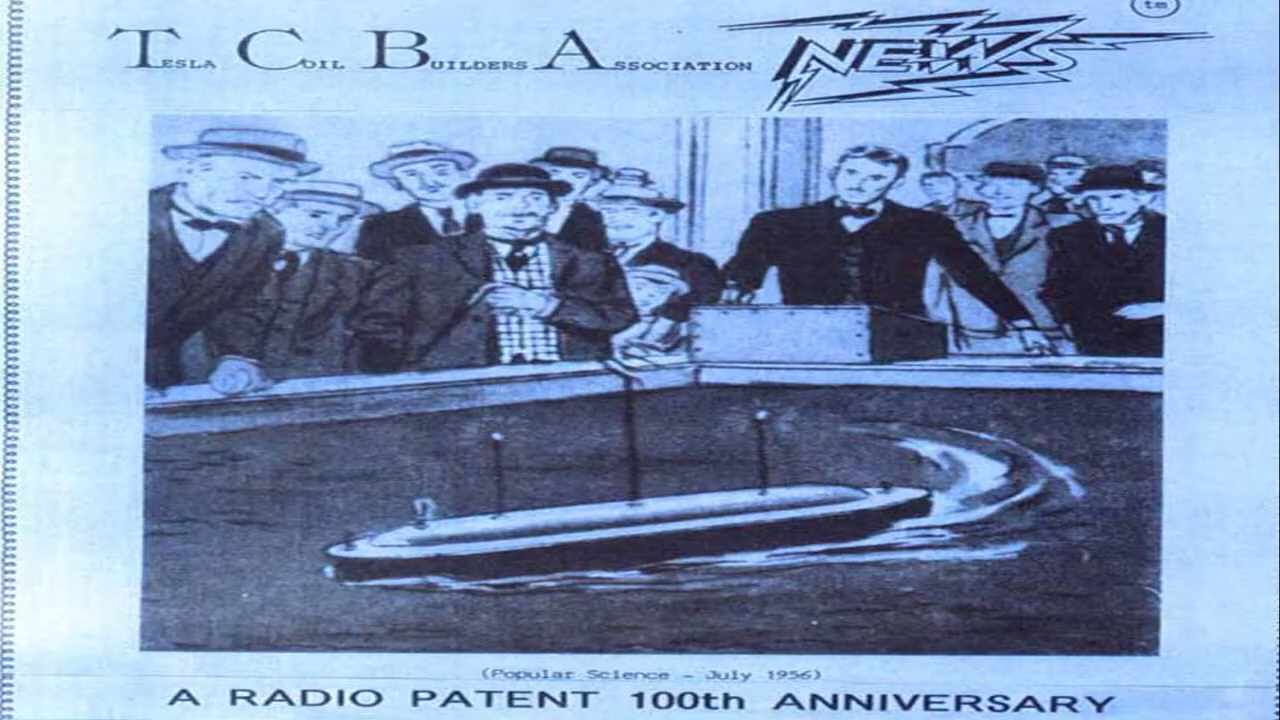 tm
TESLA COIL BUILDERS ASSOCIATION NEWS
(Popular Science - July 1956)
A RADIO PATENT 100th ANNIVERSARY